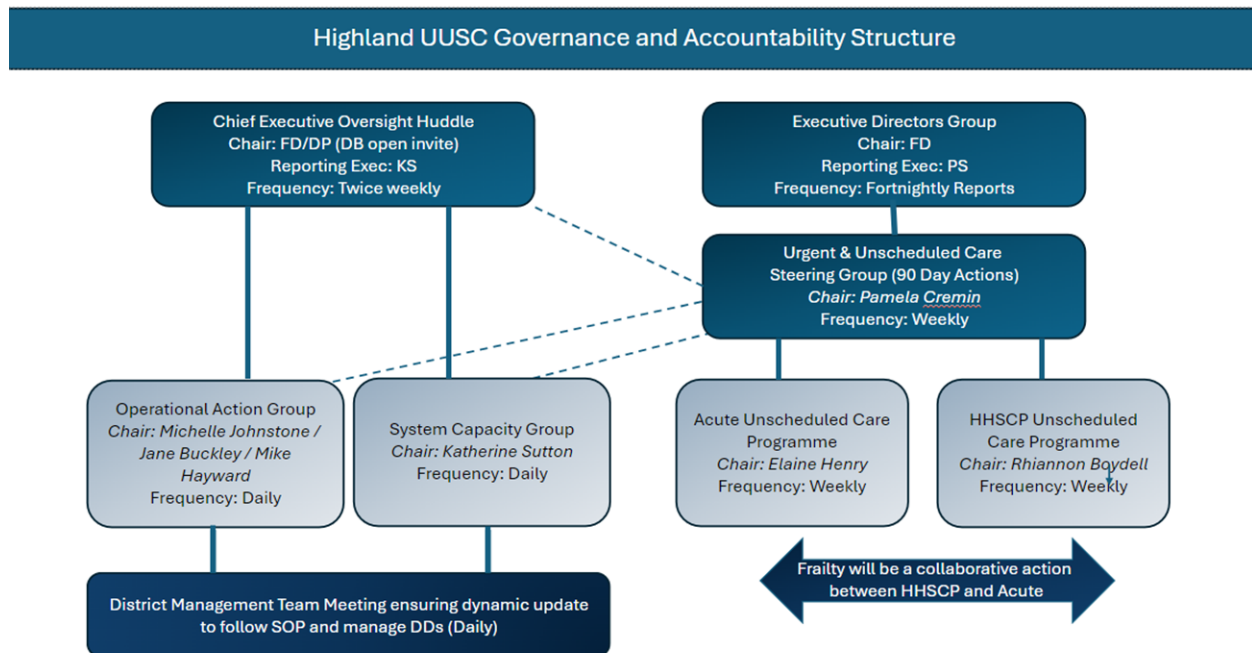 Highland UUSC Governance and Accountability Structure
Chief Executive Oversight Huddle
Chair: FD/DP (DB open invite)
Reporting Exec: KS
Frequency: Twice weekly
Executive Directors Group
Chair: FD
Reporting Exec: PS
Frequency: Fortnightly Reports
Urgent & Unscheduled Care
Steering Group (90 Day Actions)
Chair: Pamela Cremin
Frequency: Weekly
Operational Action Group
Chair: Michelle Johnstone /
Jane Buckley / Mike
Hayward
Frequency: Daily
System Capacity Group
Chair: Katherine Sutton
Frequency: Daily
Acute Unscheduled Care
Programme
Chair: Elaine Henry
Frequency: Weekly
HHSCP Unscheduled
Care Programme
Chair: Rhiannon Boydell
Frequency: Weekly
District Management Team Meeting ensuring dynamic update
to follow SOP and manage DDs (Daily)
Frailty will be a collaborative action
between HHSCP and Acute